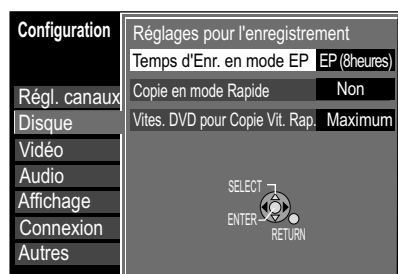 Configuration
Régl. canaux
Disque
Vidéo
Audio
Affichage
Connexion
Autres
Réglages pour l'enregistrement
Temps d'Enr. en mode EP EP (8heures)
Copie en mode Rapide Non
Vites. DVD pour Copie Vit. Rap. Maximum
SELECT
ENTER
RETURN